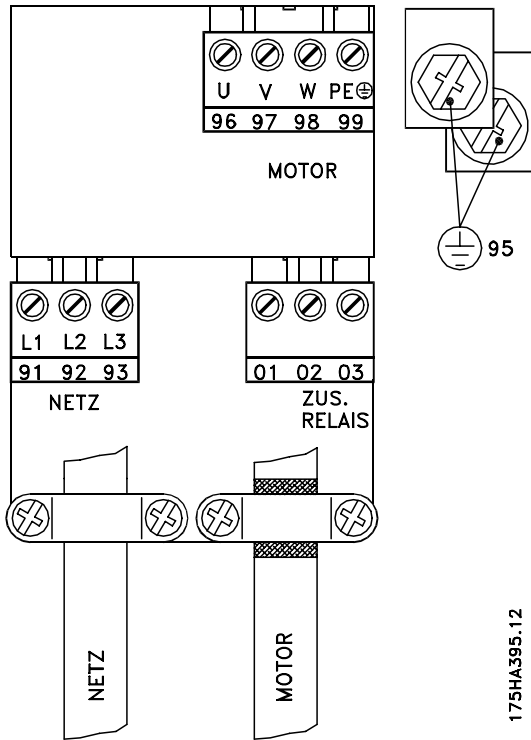 U V W PE
96 97 98 99
MOTOR
95
L1 L2 L3
91 92 93
NETZ
01 02 03
ZUS.
RELAIS
NETZ
MOTOR
175HA395.12